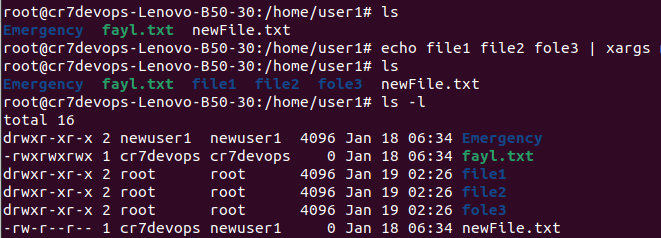 root@cr7devops-Lenovo-B50-30:/home/user1# ls
Emergency fayl.txt newFile.txt
root@cr7devops-Lenovo-B50-30:/home/user1# echo file1 file2 fole3 | xargs
root@cr7devops-Lenovo-B50-30:/home/user1# ls
Emergency fayl.txt file1 file2 fole3 newFile.txt
root@cr7devops-Lenovo-B50-30:/home/user1# ls -l
total 16
drwxr-xr-x 2 newuser1 newuser1 4096 Jan 18 06:34 Emergency
-rwxrwxrwx 1 cr7devops cr7devops 0 Jan 18 06:34 fayl.txt
drwxr-xr-x 2 root root 4096 Jan 19 02:26 file1
drwxr-xr-x 2 root root 4096 Jan 19 02:26 file2
drwxr-xr-x 2 root root 4096 Jan 19 02:26 fole3
-rw-r--r-- 1 cr7devops newuser1 0 Jan 18 06:34 newFile.txt